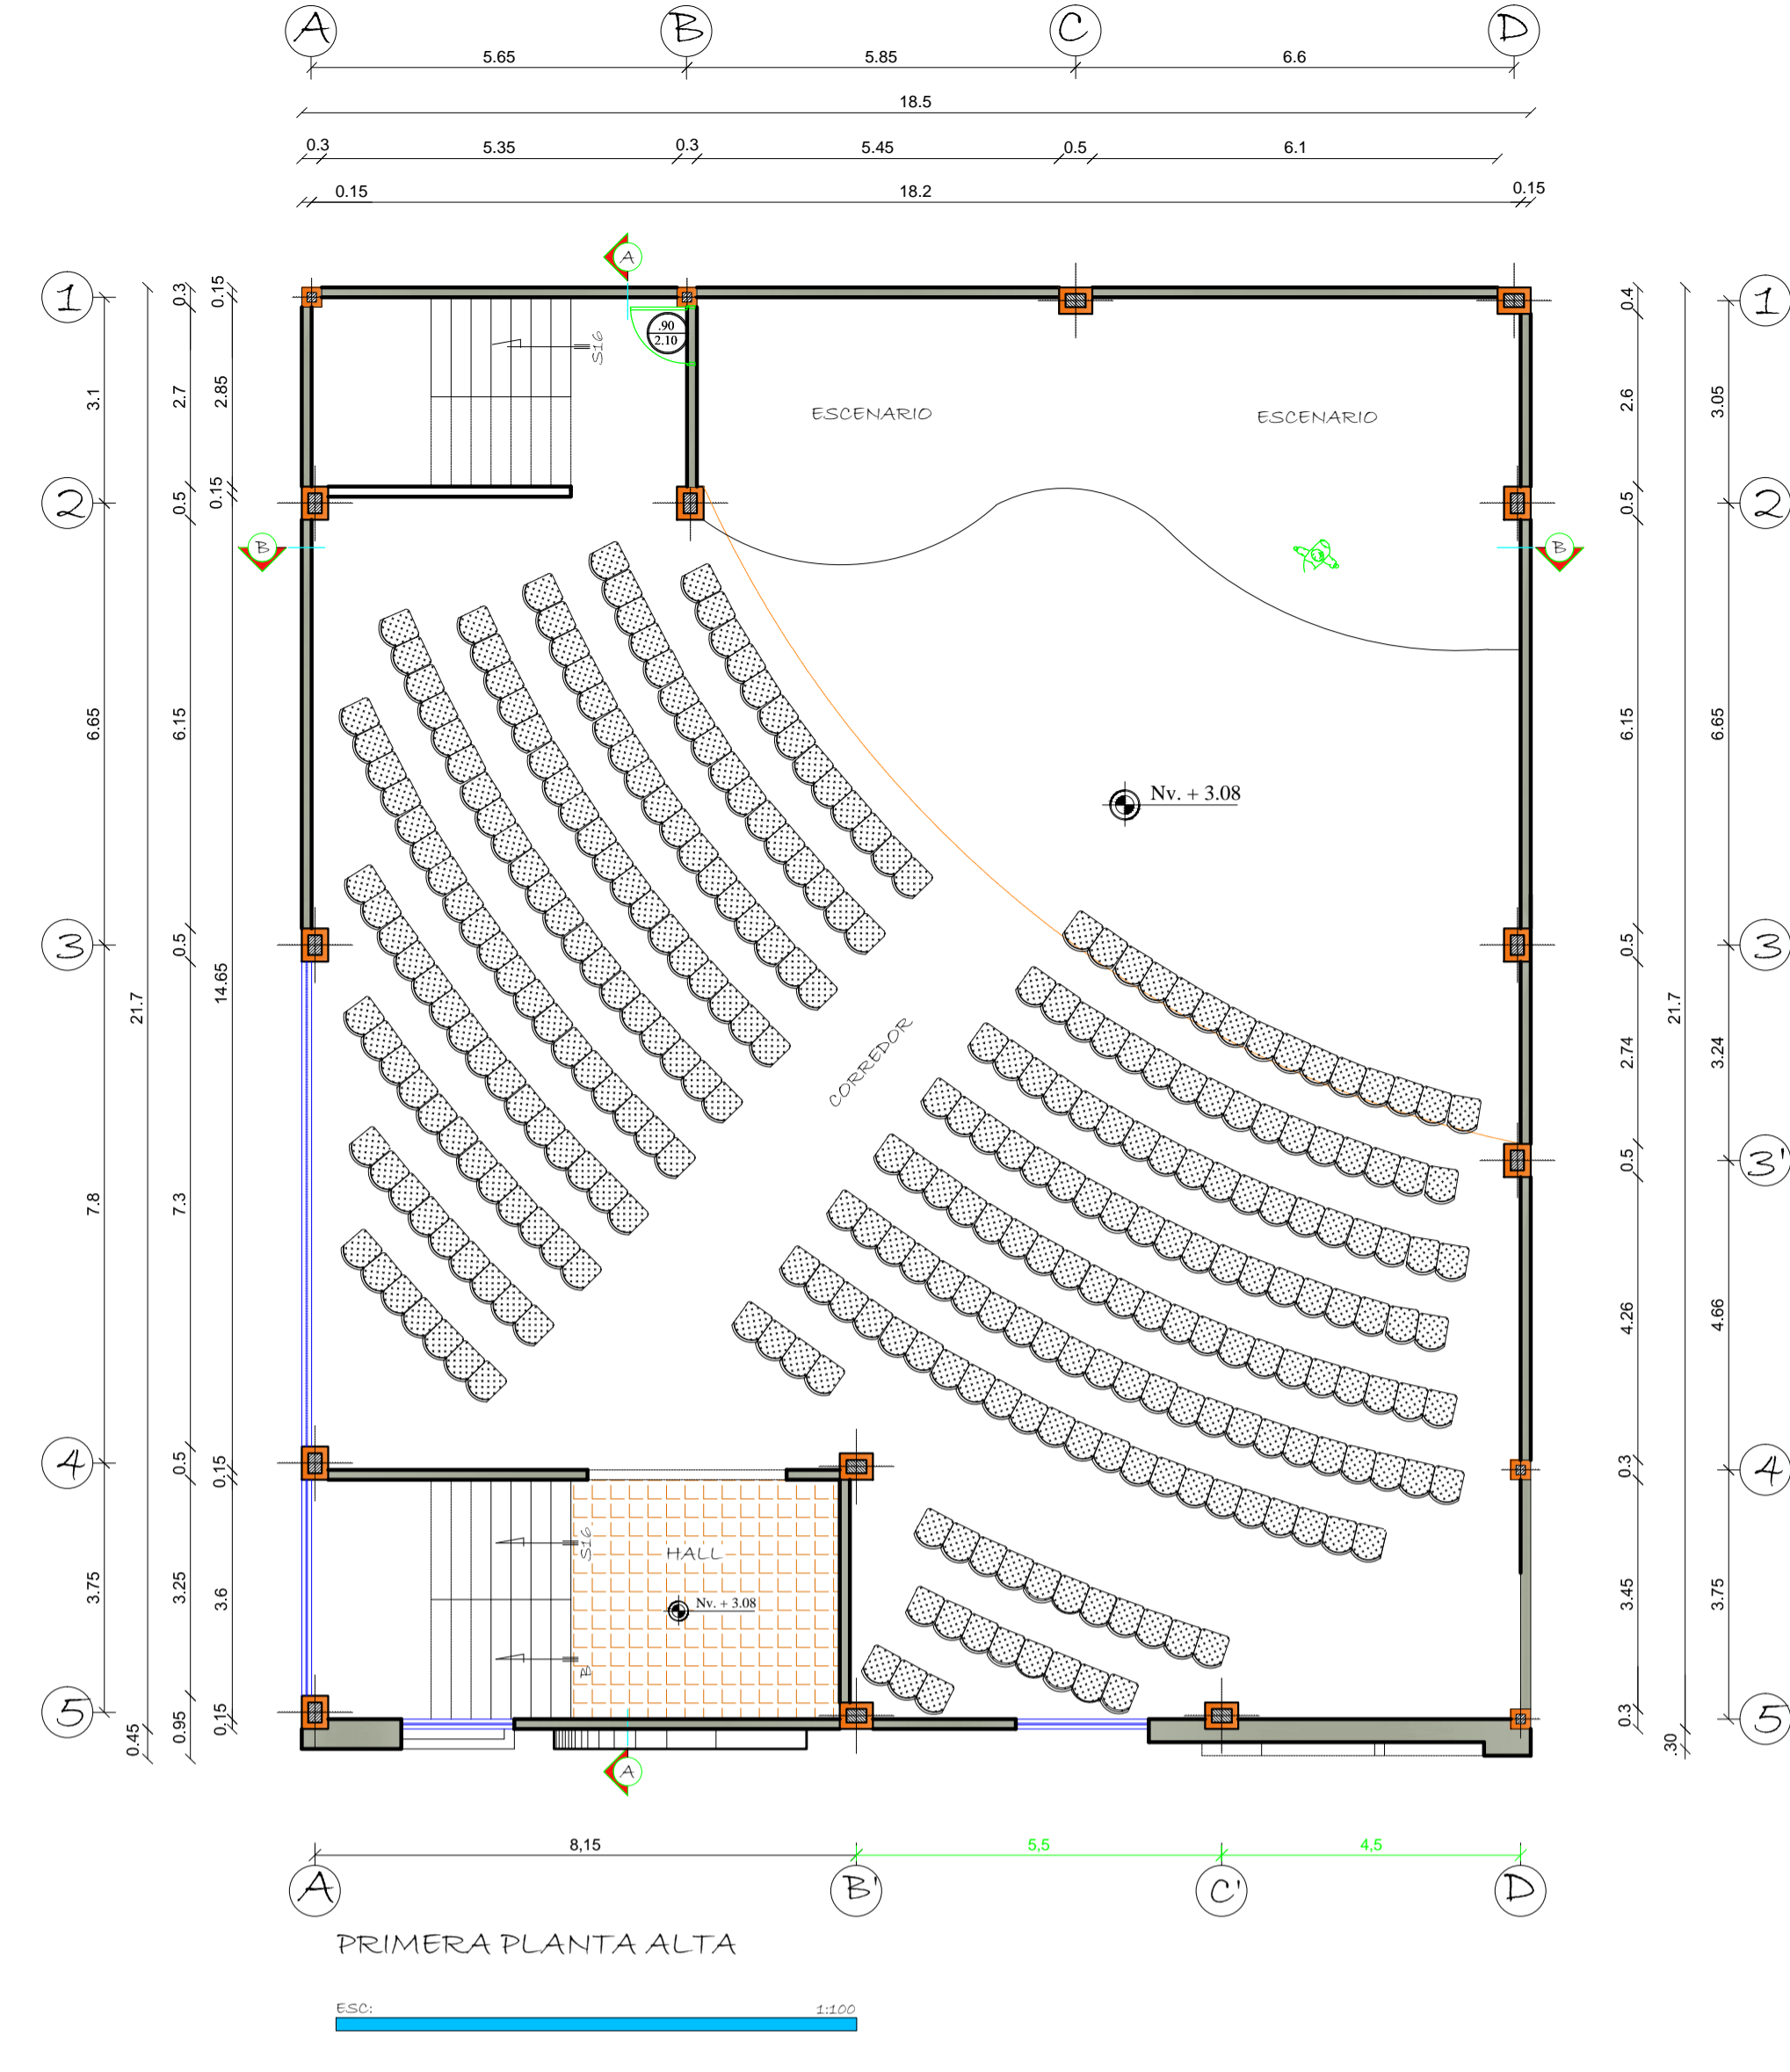 A B C D
5.65 5.85 6.6
18.5
0.3 5.35 0.3 5.45 0.5 6.1
0.15 18.2 0.15
A
1 0.3 0.15 0.4 1
.90
2.10
S16
3.1 2.7 2.85 2.6 3.05
ESCENARIO ESCENARIO
2 0.5 0.15 0.5 2
B B
6.65 6.15 6.15 6.65
Nv. + 3.08
3 0.5 0.5 3
21.7 14.65 21.7
CORREDOR
2.74 3.24
0.5 3'
7.8 7.3
4.26 4.66
4 0.5 0.15 0.3 4
S16
HALL
3.75 3.25 3.6 3.45 3.75
Nv. + 3.08
B
5 0.45 0.95 0.15 0.3 .30 5
A
8,15 5,5 4,5
A B' C' D
PRIMERA PLANTA ALTA
ESC: 1:100